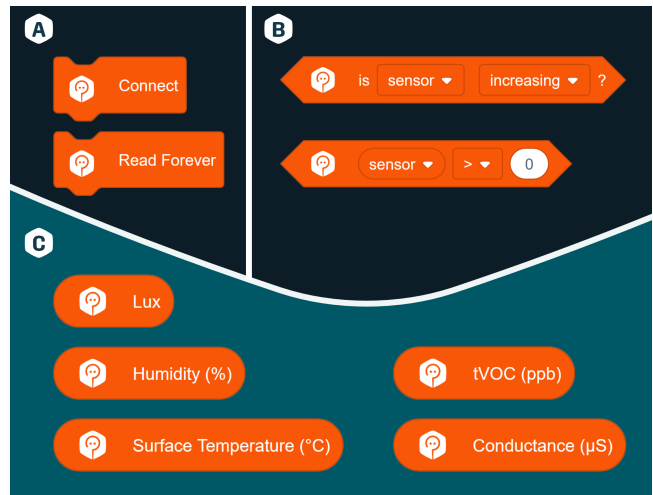 A
Connect
Read Forever
B
is sensor increasing ?
sensor > 0
C
Lux
Humidity (%)
tVOC (ppb)
Surface Temperature (°C)
Conductance (μS)